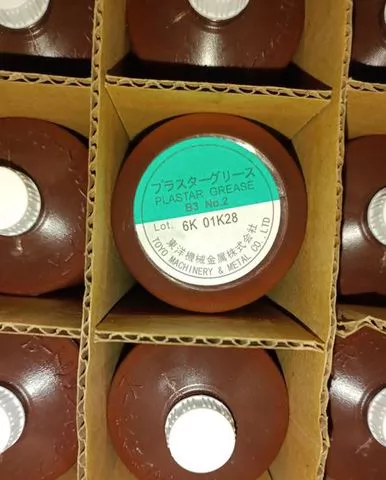 プラスターグリース
PLASTAR GREASE
B3 No.2
Lot. 6K 01K28
東洋機械金属株式会社
TOYO MACHINERY & METAL CO., LTD